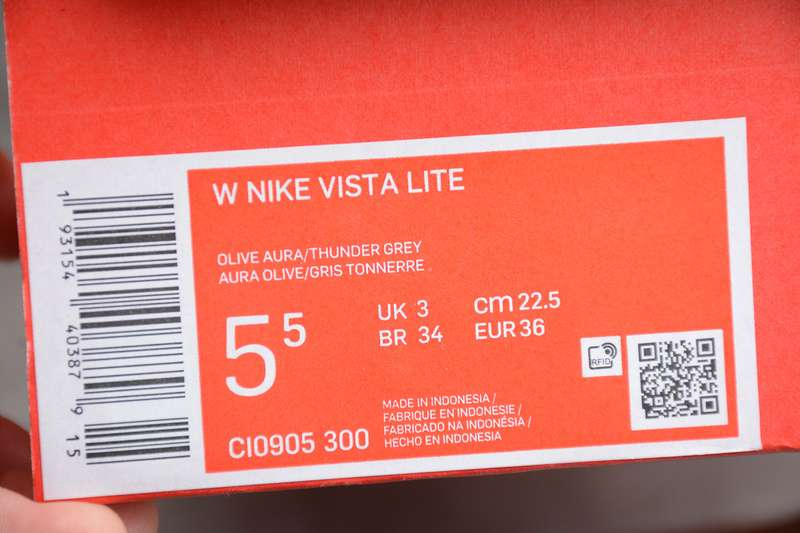 W NIKE VISTA LITE
OLIVE AURA/THUNDER GREY
AURA OLIVE/GRIS TONNERRE
5 5
UK 3 cm 22.5
BR 34 EUR 36
RFID
CI0905 300
MADE IN INDONESIA /
FABRIQUE EN INDONESIE /
FABRICADO NA INDONÉSIA /
HECHO EN INDONESIA
1 93154 40387 9 15